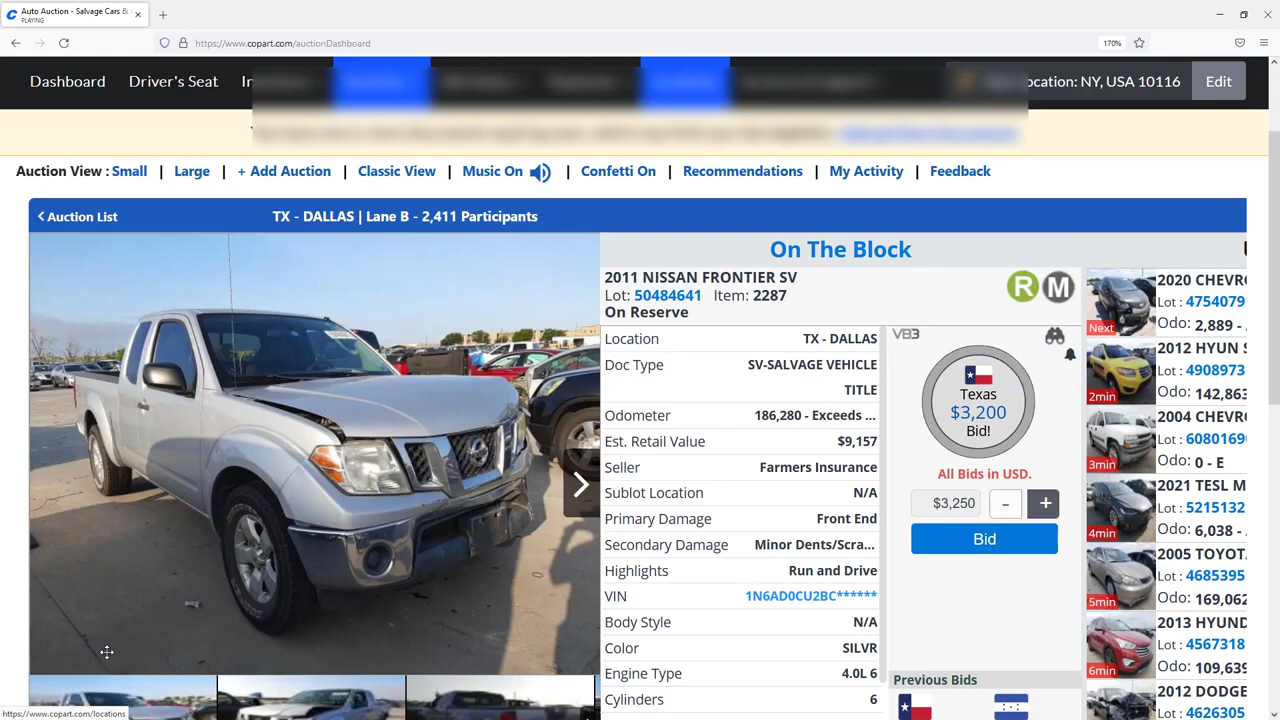 Auto Auction - Salvage Cars &
PLAYING
https://www.copart.com/auctionDashboard
170%
Dashboard
Driver's Seat
Location: NY, USA 10116
Edit
Auction View : Small | Large | + Add Auction | Classic View | Music On | Confetti On | Recommendations | My Activity | Feedback
Auction List
TX - DALLAS | Lane B - 2,411 Participants
On The Block
2011 NISSAN FRONTIER SV
Lot: 50484641 Item: 2287
On Reserve
R M
Location TX - DALLAS
Doc Type SV-SALVAGE VEHICLE
TITLE
Odometer 186,280 - Exceeds ...
Est. Retail Value $9,157
Seller Farmers Insurance
Sublot Location N/A
Primary Damage Front End
Secondary Damage Minor Dents/Scra...
Highlights Run and Drive
VIN 1N6AD0CU2BC******
Body Style N/A
Color SILVR
Engine Type 4.0L 6
Cylinders 6
VB3
Texas
$3,200
Bid!
All Bids in USD.
$3,250 - +
Bid
Previous Bids
2020 CHEVR
Lot : 4754079
Next
Odo: 2,889 -
2012 HYUN S
Lot : 4908973
2min
Odo: 142,863
2004 CHEVR
Lot : 6080169
3min
Odo: 0 - E
2021 TESL M
Lot : 5215132
4min
Odo: 6,038 -
2005 TOYOT
Lot : 4685395
5min
Odo: 169,062
2013 HYUND
Lot : 4567318
6min
Odo: 109,639
2012 DODGE
Lot : 4626305
https://www.copart.com/locations